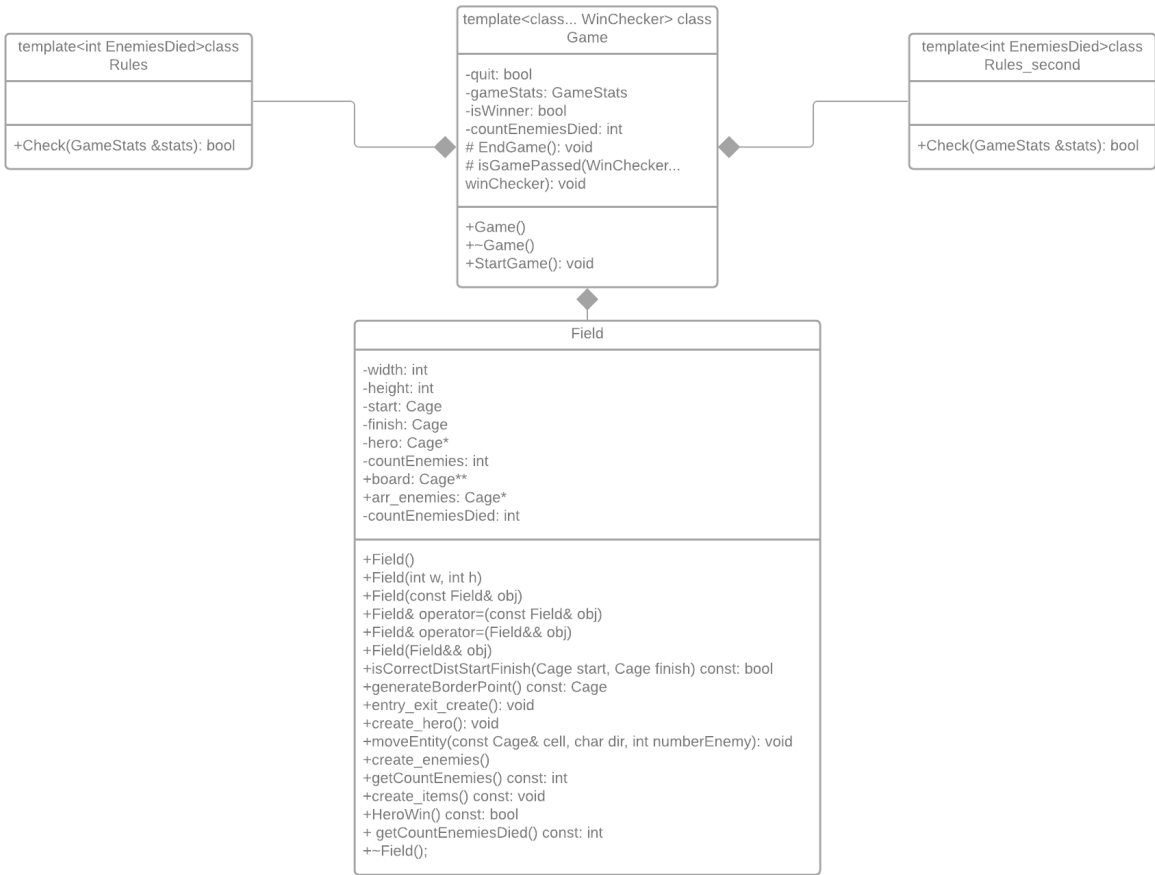 template<int EnemiesDied>class
Rules
+Check(GameStats &stats): bool
template<class... WinChecker> class
Game
-quit: bool
-gameStats: GameStats
-isWinner: bool
-countEnemiesDied: int
# EndGame(): void
# isGamePassed(WinChecker...
winChecker): void
+Game()
+~Game()
+StartGame(): void
template<int EnemiesDied>class
Rules_second
+Check(GameStats &stats): bool
Field
-width: int
-height: int
-start: Cage
-finish: Cage
-hero: Cage*
-countEnemies: int
+board: Cage**
+arr_enemies: Cage*
-countEnemiesDied: int
+Field()
+Field(int w, int h)
+Field(const Field& obj)
+Field& operator=(const Field& obj)
+Field& operator=(Field&& obj)
+Field(Field&& obj)
+isCorrectDistStartFinish(Cage start, Cage finish) const: bool
+generateBorderPoint() const: Cage
+entry_exit_create(): void
+create_hero(): void
+moveEntity(const Cage& cell, char dir, int numberEnemy): void
+create_enemies()
+getCountEnemies() const: int
+create_items() const: void
+HeroWin() const: bool
+ getCountEnemiesDied() const: int
+~Field();